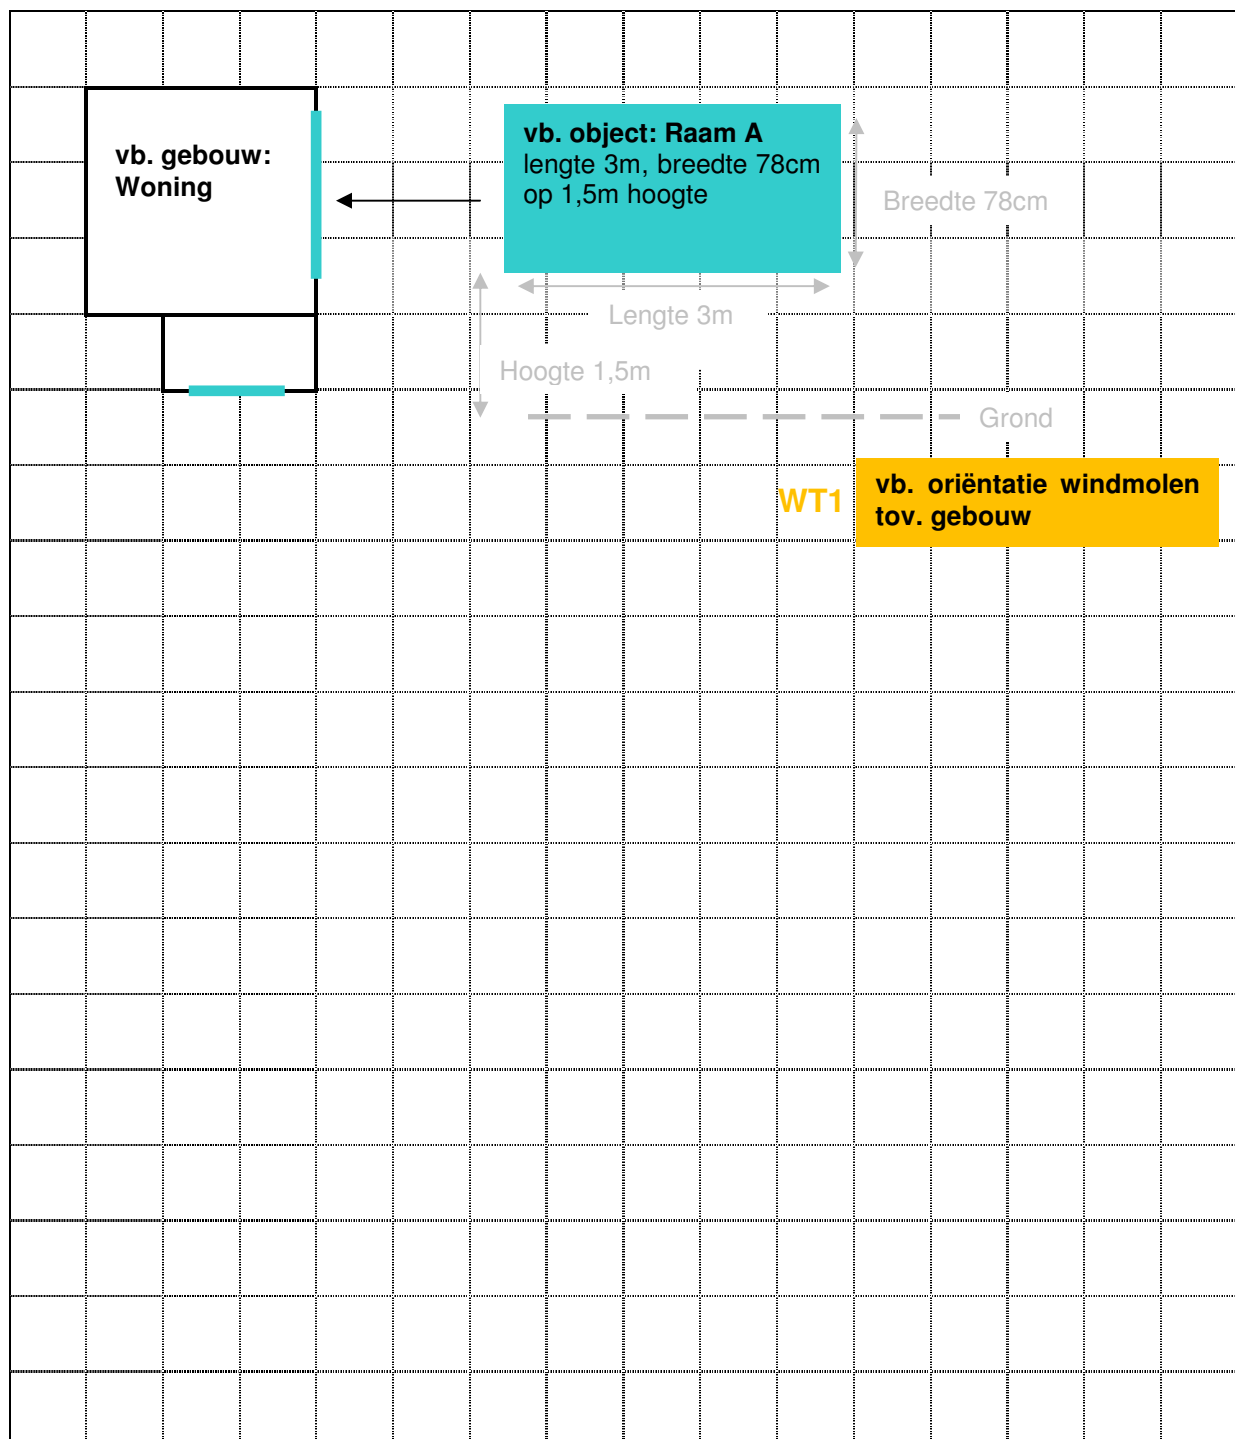 vb. gebouw:
Woning
vb. object: Raam A
lengte 3m, breedte 78cm
op 1,5m hoogte
Breedte 78cm
Lengte 3m
Hoogte 1,5m
Grond
WT1
vb. oriëntatie windmolen
tov. gebouw